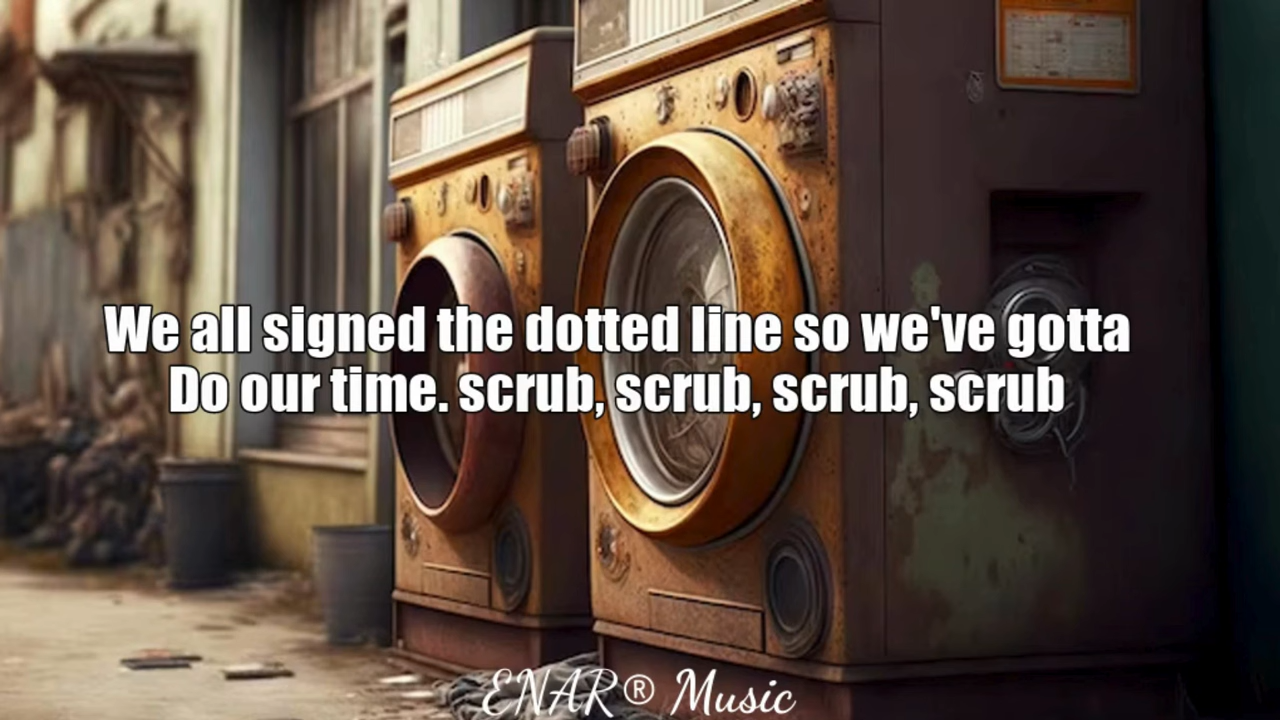 We all signed the dotted line so we've gotta
Do our time. scrub, scrub, scrub, scrub
ENAR® Music